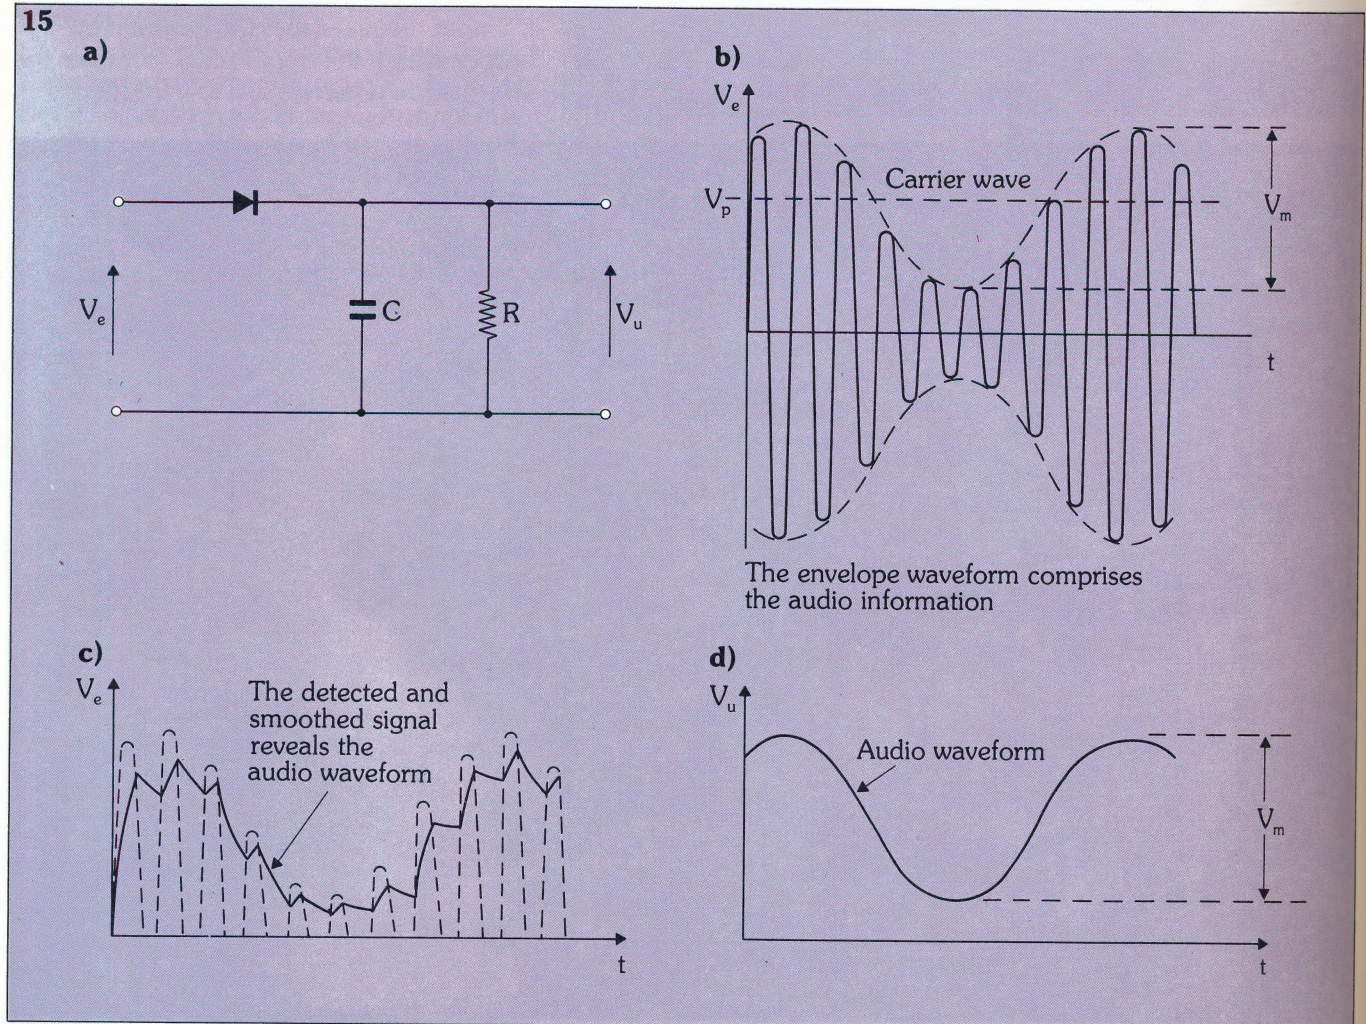 15
a)
Ve
C
R
Vu
b)
Ve
Vp
Carrier wave
Vm
t
The envelope waveform comprises
the audio information
c)
Ve
The detected and
smoothed signal
reveals the
audio waveform
t
d)
Vu
Audio waveform
Vm
t